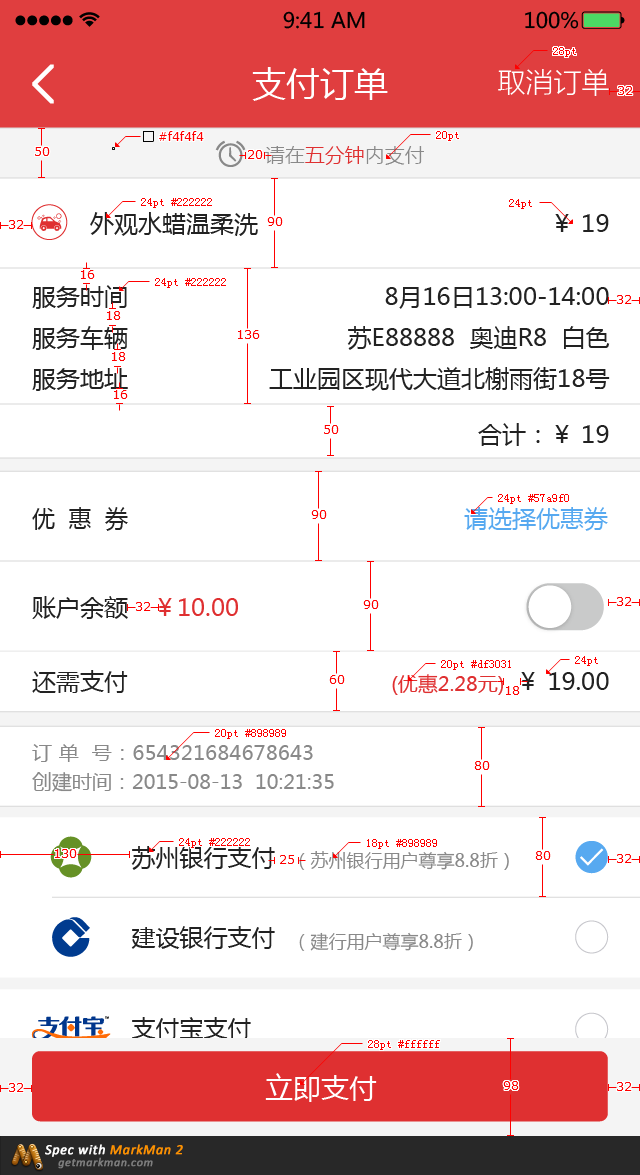 9:41 AM 100%
支付订单 取消订单
28pt
32
50 #f4f4f4 20 请在五分钟内支付 20pt
32 外观水蜡温柔洗 24pt #222222 90 24pt ¥ 19
16 24pt #222222
服务时间 8月16日13:00-14:00 32
18
服务车辆 136 苏E88888 奥迪R8 白色
18
服务地址 工业园区现代大道北榭雨街18号
16
50 合计：¥ 19
优 惠 券 90 24pt #57a9f0 请选择优惠券
账户余额 32 ¥ 10.00 90 32
还需支付 60 20pt #df3031 (优惠2.28元) 18 24pt ¥ 19.00
20pt #898989
订 单 号：654321684678643
80
创建时间：2015-08-13 10:21:35
130 24pt #222222 苏州银行支付 25 18pt #898989 （苏州银行用户尊享8.8折） 80 32
建设银行支付 （建行用户尊享8.8折）
支付宝™ 支付宝支付
28pt #ffffff
32 立即支付 98 32
Spec with MarkMan 2
getmarkman.com